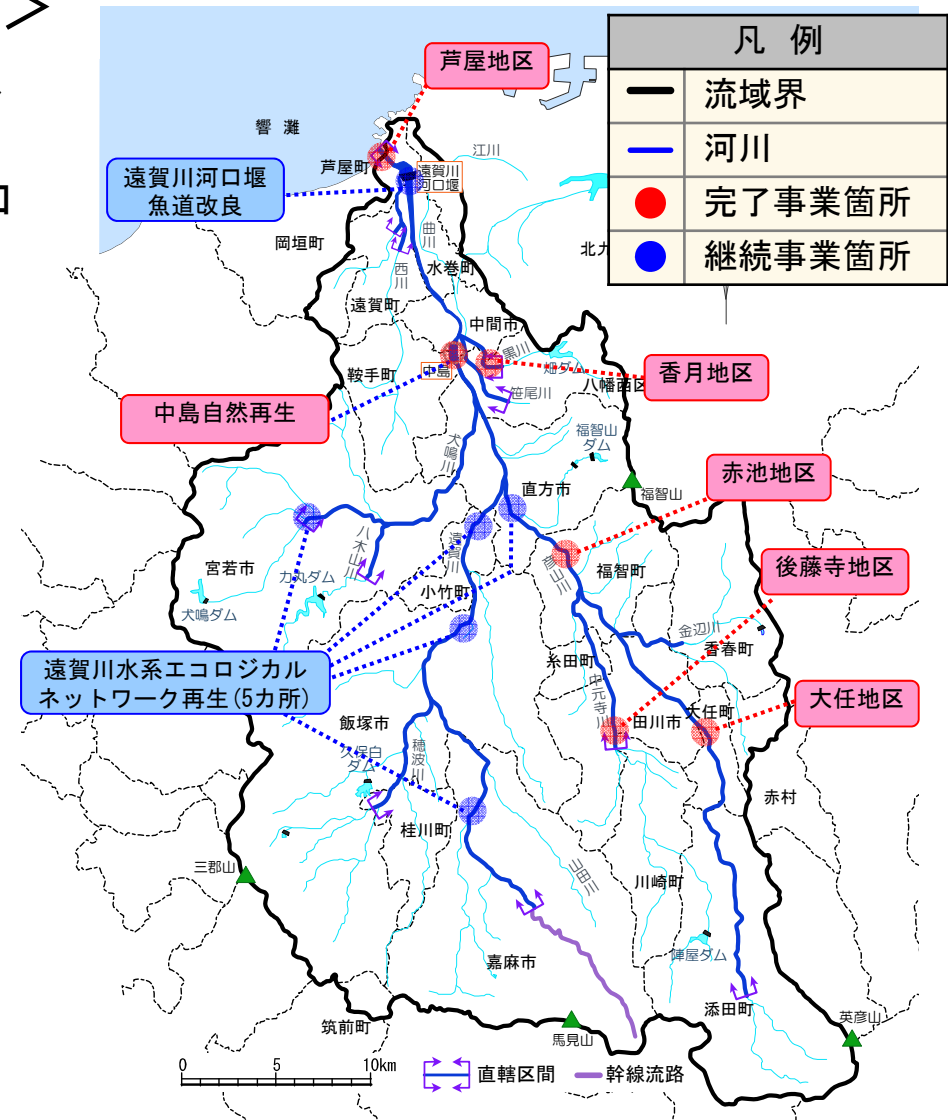 芦屋地区
凡 例
流域界
河川
完了事業箇所
継続事業箇所
響 灘
江川
芦屋町
遠賀川
河口堰
遠賀川河口堰
魚道改良
岡垣町
曲川
西川
水巻町
遠賀町
中間市
黒川
畑ダム
八幡西区
香月地区
鞍手町
中島
笹尾川
中島自然再生
犬鳴川
福智山
ダム
福智山
赤池地区
直方市
遠賀川
彦山川
福智町
後藤寺地区
宮若市
八木山川
力丸ダム
犬鳴ダム
小竹町
金辺川
香春町
糸田町
遠賀川水系エコロジカル
ネットワーク再生(5カ所)
中元寺川
田川市
大任町
大任地区
飯塚市
穂波川
久保白
ダム
赤村
桂川町
三郡山
山田川
川崎町
陣屋ダム
嘉麻市
添田町
英彦山
筑前町
馬見山
0 5 10km
直轄区間
幹線流路